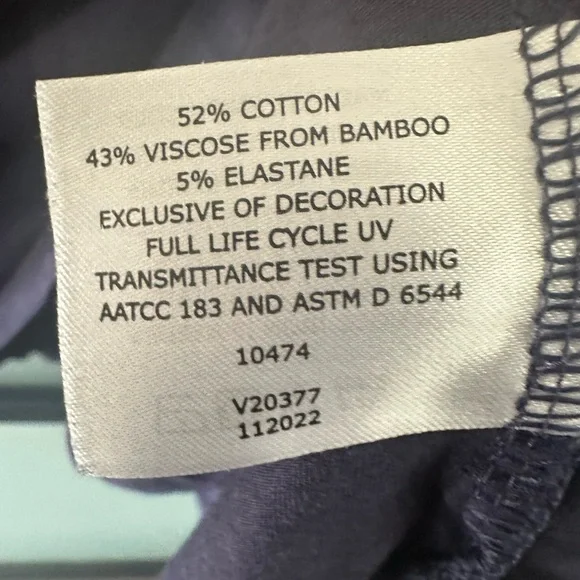 52% COTTON
43% VISCOSE FROM BAMBOO
5% ELASTANE
EXCLUSIVE OF DECORATION
FULL LIFE CYCLE UV
TRANSMITTANCE TEST USING
AATCC 183 AND ASTM D 6544
10474
V20377
112022